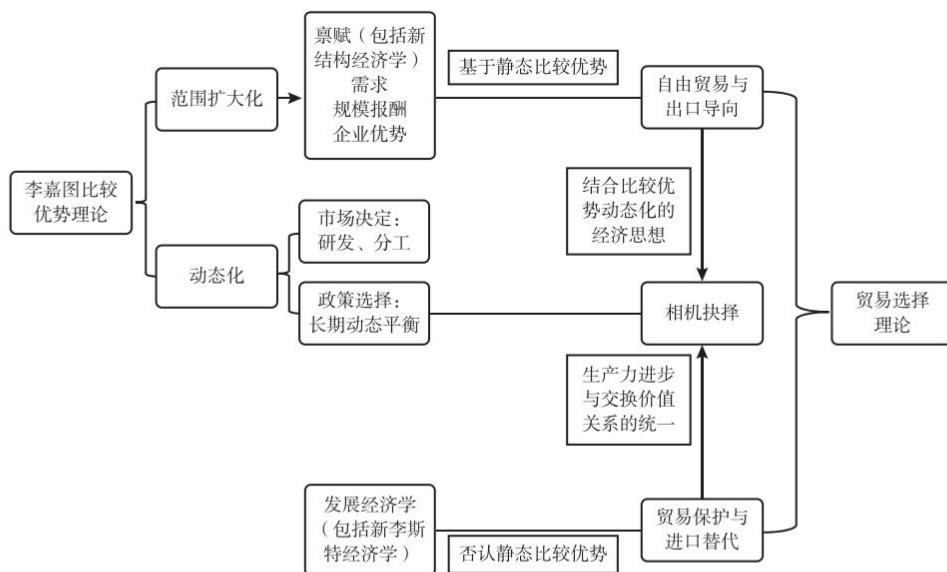 李嘉图比较
优势理论
范围扩大化
动态化
禀赋（包括新
结构经济学）
需求
规模报酬
企业优势
市场决定：
研发、分工
政策选择：
长期动态平衡
发展经济学
（包括新李斯
特经济学）
基于静态比较优势
否认静态比较优势
自由贸易与
出口导向
结合比较优
势动态化的
经济思想
相机抉择
生产力进步
与交换价值
关系的统一
贸易保护与
进口替代
贸易选择
理论